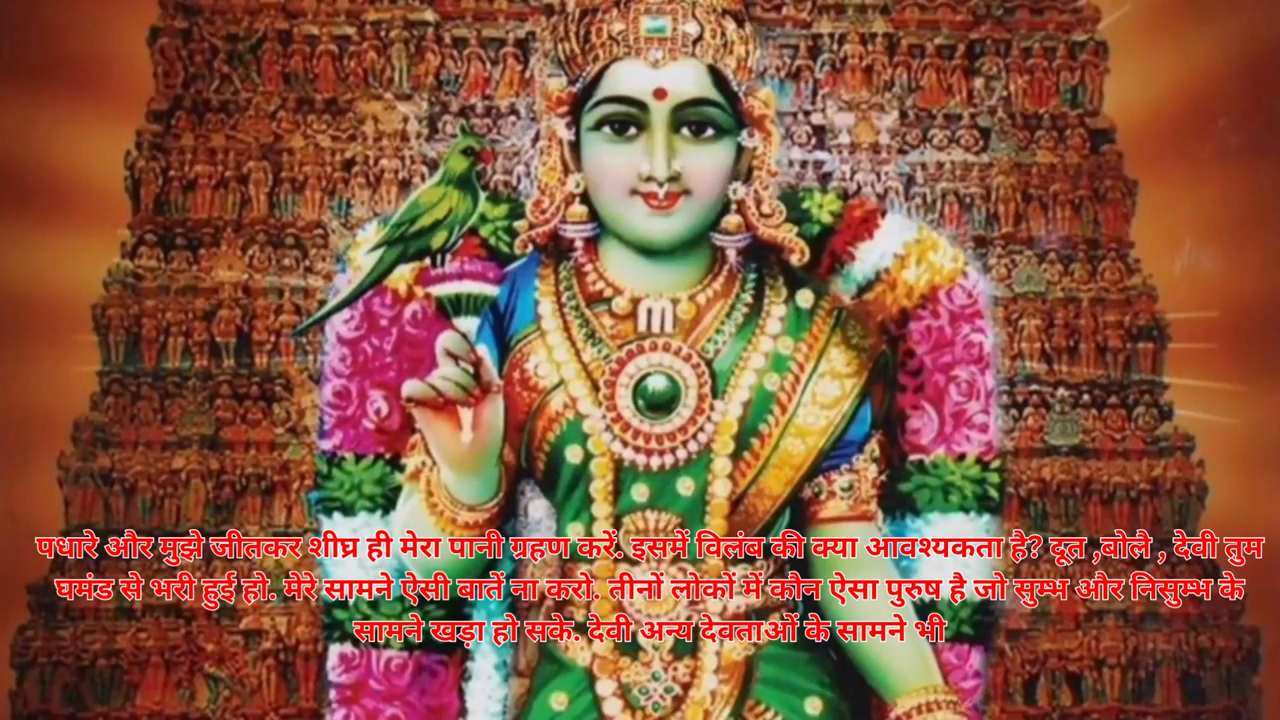 पधारे और मुझे जीतकर शीघ्र ही मेरा पानी ग्रहण करें. इसमें विलंब की क्या आवश्यकता है? दूत ,बोलै , देवी तुम
घमंड से भरी हुई हो. मेरे सामने ऐसी बातें ना करो. तीनों लोकों में कौन ऐसा पुरुष है जो सुम्भ और निसुम्भ के
सामने खड़ा हो सके. देवी अन्य देवताओं के सामने भी